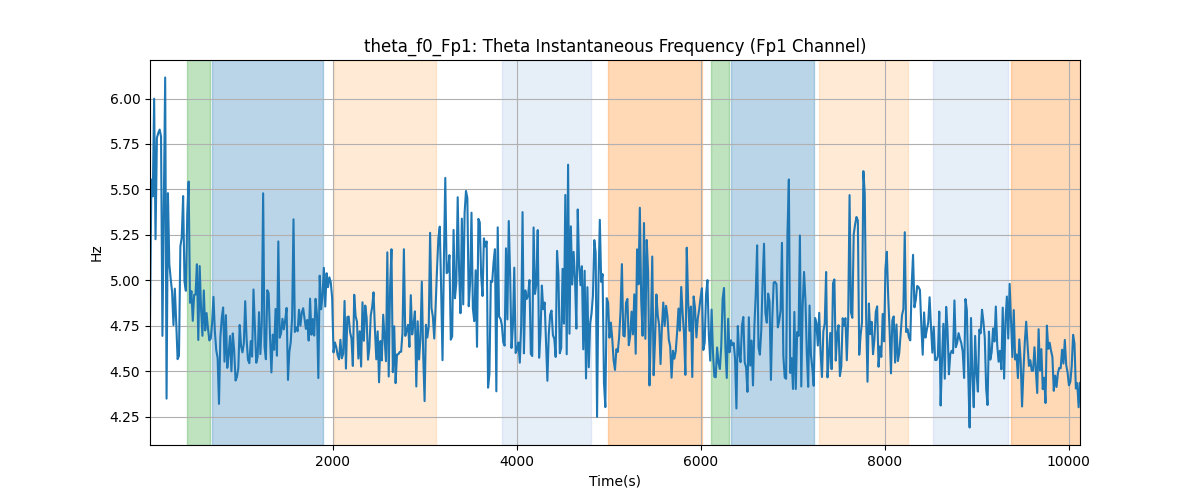 theta_f0_Fp1: Theta Instantaneous Frequency (Fp1 Channel)
6.00
5.75
5.50
5.25
5.00
4.75
4.50
4.25
Hz
2000 4000 6000 8000 10000
Time(s)